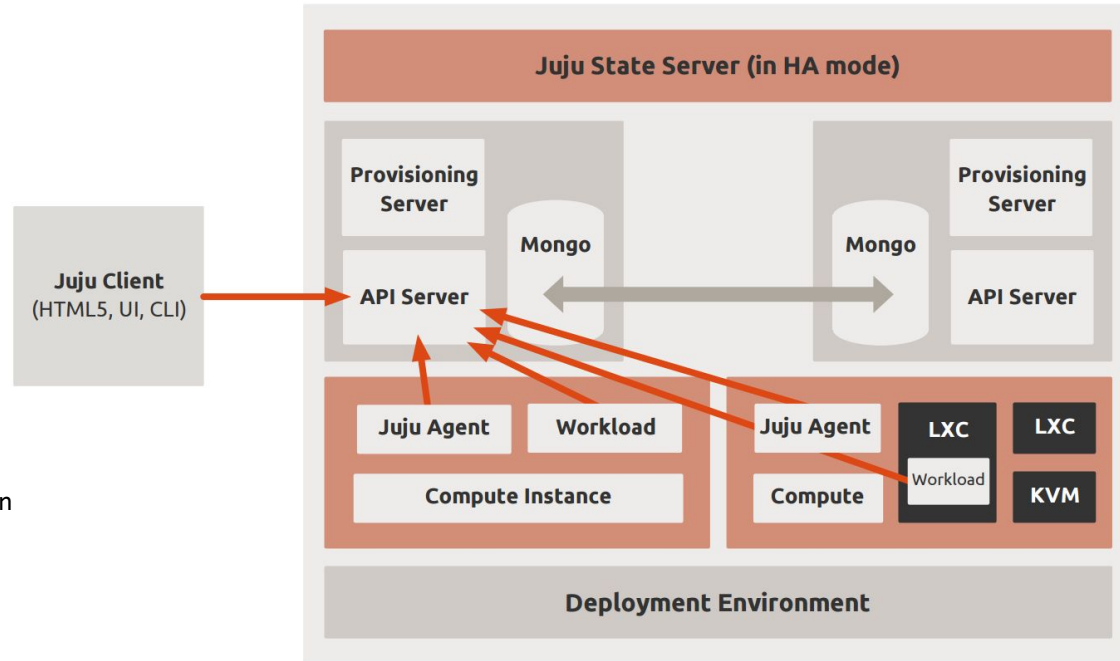 Juju State Server (in HA mode)
Provisioning
Server
Mongo
API Server
Mongo
Provisioning
Server
API Server
Juju Client
(HTML5, UI, CLI)
Juju Agent
Workload
Compute Instance
Juju Agent
Compute
LXC
Workload
LXC
KVM
n
Deployment Environment